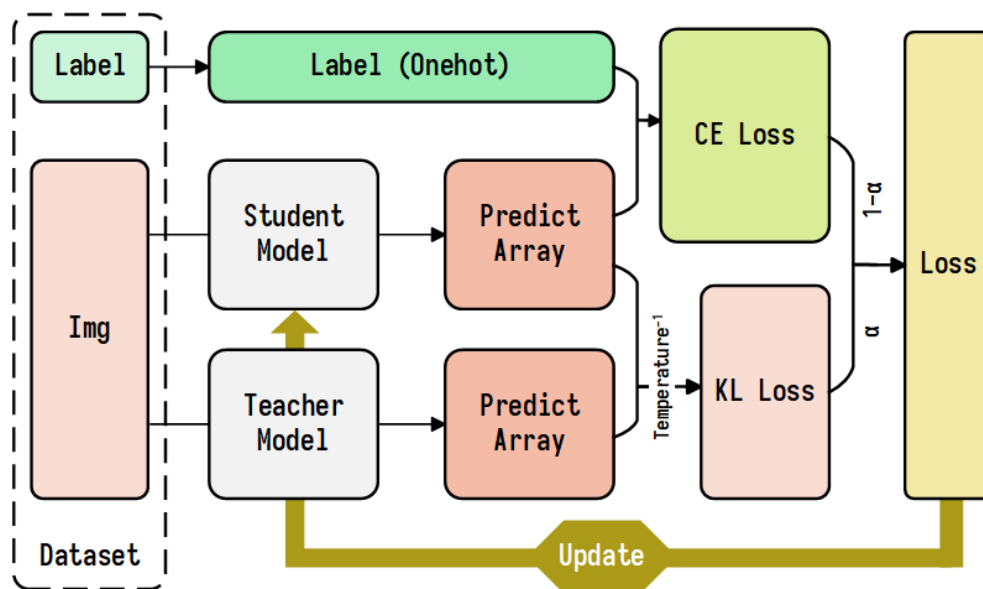 Label
Label (Onehot)
CE Loss
Student
Model
Predict
Array
1-α
Loss
Img
Temperature⁻¹
KL Loss
α
Teacher
Model
Predict
Array
Dataset
Update